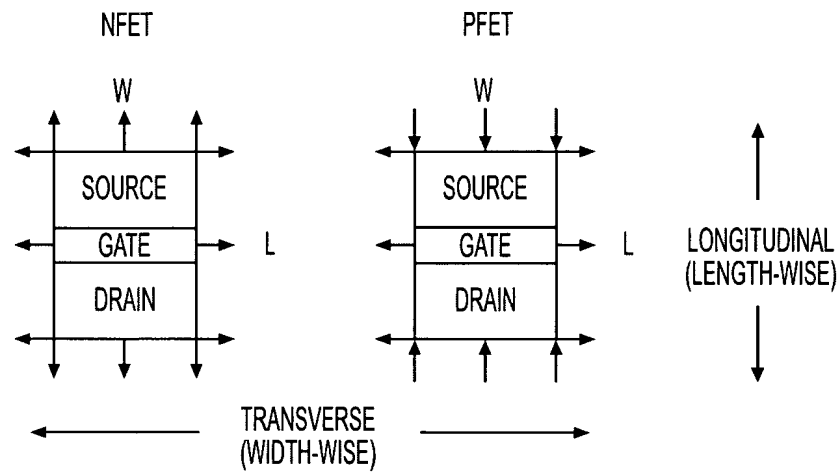 NFET
PFET
W
W
SOURCE
SOURCE
GATE
L
GATE
L
LONGITUDINAL
(LENGTH-WISE)
DRAIN
DRAIN
TRANSVERSE
(WIDTH-WISE)